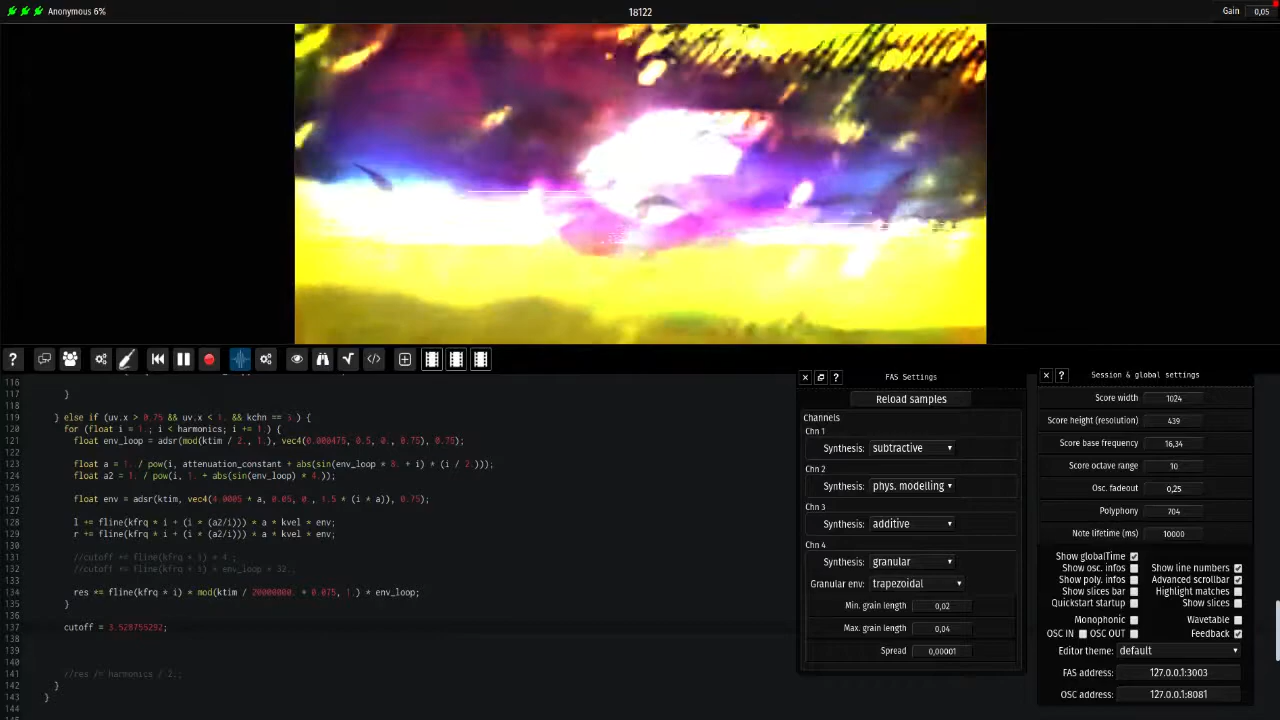 Anonymous 6%
18122
Gain 0,05
116
117 }
118
119 } else if (uv.x > 0.75 && uv.x < 1. && kchn == 3.) {
120 for (float i = 1.; i < harmonics; i += 1.) {
121 float env_loop = adsr(mod(ktim / 2., 1.), vec4(0.000475, 0.5, 0., 0.75), 0.75);
122
123 float a = 1. / pow(i, attenuation_constant + abs(sin(env_loop * 8. + i) * (i / 2.)));
124 float a2 = 1. / pow(i, 1. + abs(sin(env_loop) * 4.));
125
126 float env = adsr(ktim, vec4(4.0005 * a, 0.05, 0., 1.5 * (i * a)), 0.75);
127
128 l += fline(kfrq * i + (i * (a2/i))) * a * kvel * env;
129 r += fline(kfrq * i + (i * (a2/i))) * a * kvel * env;
130
131 //cutoff *= fline(kfrq * i) * 4.;
132 //cutoff *= fline(kfrq * i) * env_loop * 32.;
133
134 res *= fline(kfrq * i) * mod(ktim / 20000000. + 0.075, 1.) * env_loop;
135 }
136
137 cutoff = 3.528755292;
138
139
140
141 //res /= harmonics / 2.;
142 }
143 }
144
FAS Settings
Reload samples
Channels
Chn 1
Synthesis: subtractive
Chn 2
Synthesis: phys. modelling
Chn 3
Synthesis: additive
Chn 4
Synthesis: granular
Granular env: trapezoidal
Min. grain length 0,02
Max. grain length 0,04
Spread 0,00001
Session & global settings
Score width 1024
Score height (resolution) 439
Score base frequency 16,34
Score octave range 10
Osc. fadeout 0,25
Polyphony 704
Note lifetime (ms) 10000
Show globalTime
Show osc. infos Show line numbers
Show poly. infos Advanced scrollbar
Show slices bar Highlight matches
Quickstart startup Show slices
Monophonic Wavetable
OSC IN OSC OUT Feedback
Editor theme: default
FAS address: 127.0.0.1:3003
OSC address: 127.0.0.1:8081